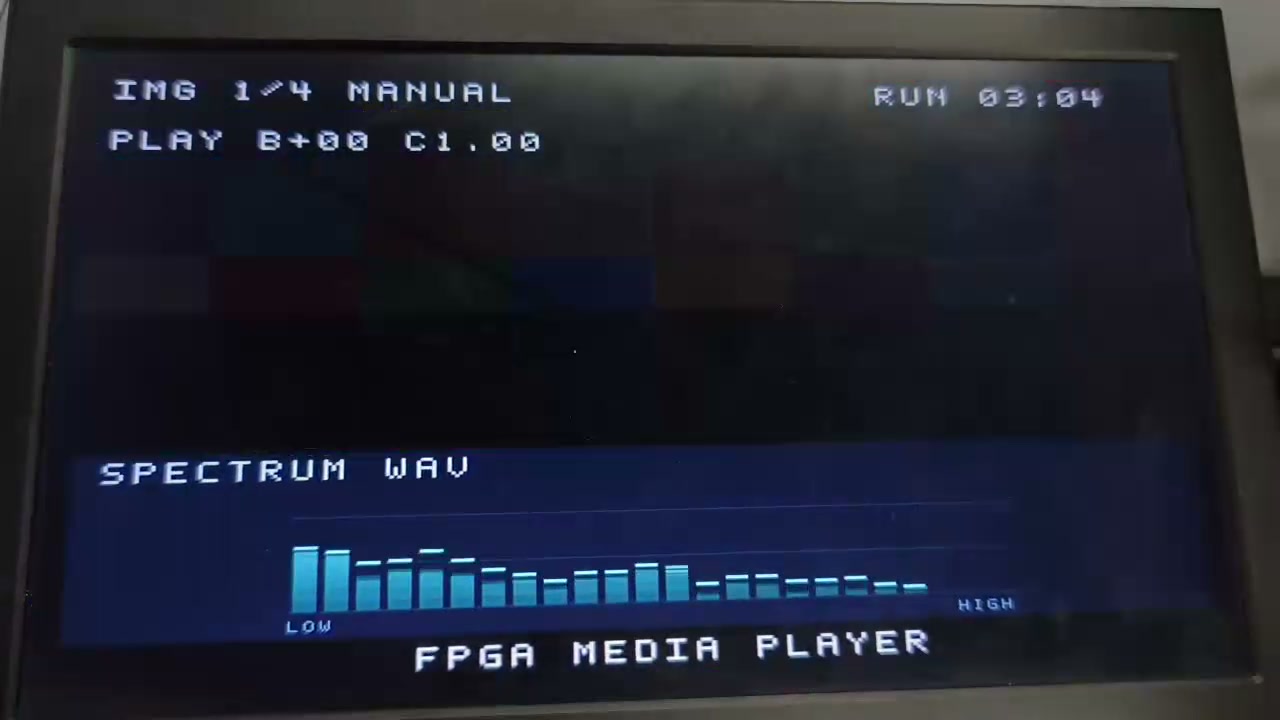 IMG 1/4 MANUAL
RUN 03:04
PLAY B+00 C1.00
SPECTRUM WAV
LOW
HIGH
FPGA MEDIA PLAYER